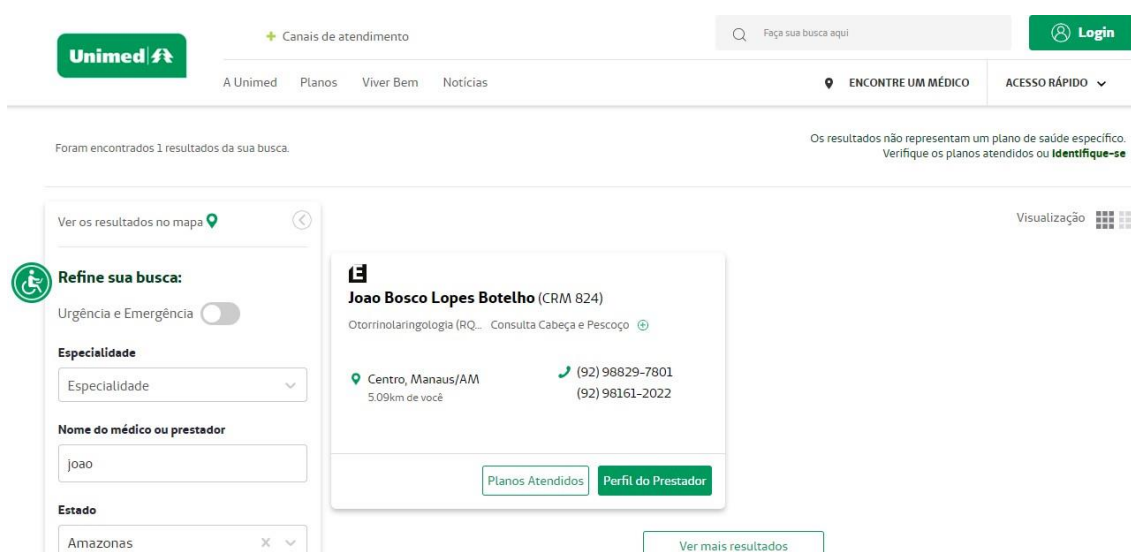 Unimed
+ Canais de atendimento
Faça sua busca aqui
Login
A Unimed Planos Viver Bem Notícias
ENCONTRE UM MÉDICO
ACESSO RÁPIDO
Foram encontrados 1 resultados da sua busca.
Os resultados não representam um plano de saúde específico.
Verifique os planos atendidos ou Identifique-se
Ver os resultados no mapa
Visualização
Refine sua busca:
Urgência e Emergência
Especialidade
Especialidade
Nome do médico ou prestador
joao
Estado
Amazonas X
E
Joao Bosco Lopes Botelho (CRM 824)
Otorrinolaringologia (RQ... Consulta Cabeça e Pescoço
Centro, Manaus/AM
5.09km de você
(92) 98829-7801
(92) 98161-2022
Planos Atendidos
Perfil do Prestador
Ver mais resultados